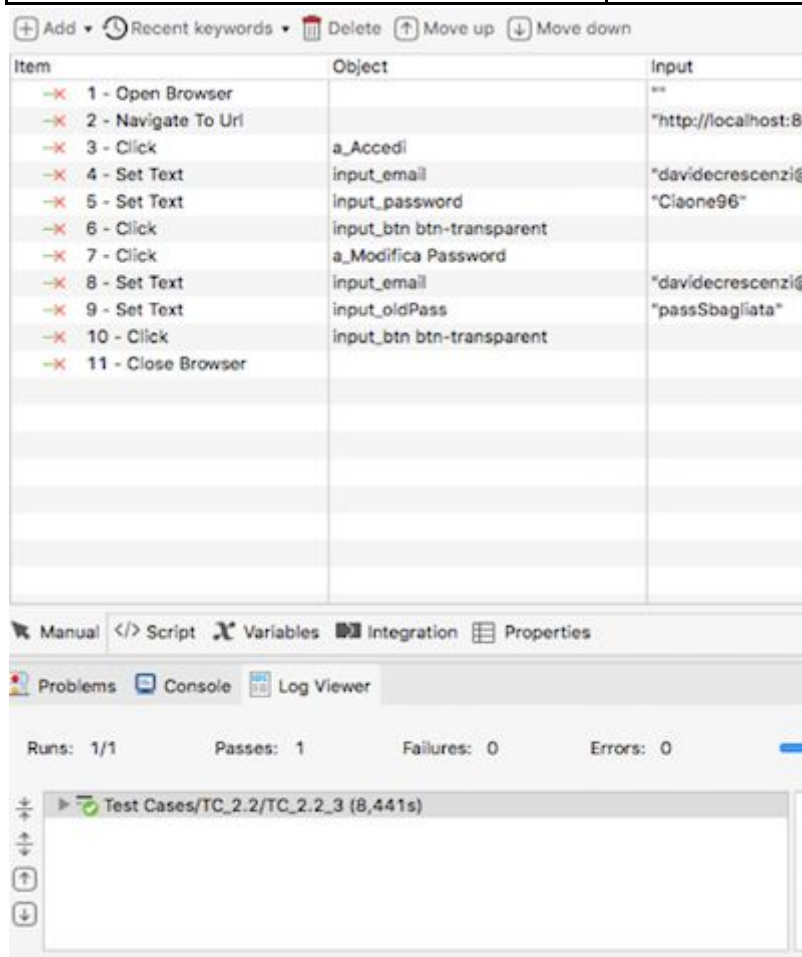 Add Recent keywords Delete Move up Move down
Item Object Input
1 - Open Browser ""
2 - Navigate To Url "http://localhost:8
3 - Click a_Accedi
4 - Set Text input_email "davidecrescenzi@
5 - Set Text input_password "Ciaone96"
6 - Click input_btn btn-transparent
7 - Click a_Modifica Password
8 - Set Text input_email "davidecrescenzi@
9 - Set Text input_oldPass "passSbagliata"
10 - Click input_btn btn-transparent
11 - Close Browser
Manual </> Script X Variables Integration Properties
Problems Console Log Viewer
Runs: 1/1 Passes: 1 Failures: 0 Errors: 0
Test Cases/TC_2.2/TC_2.2_3 (8,441s)